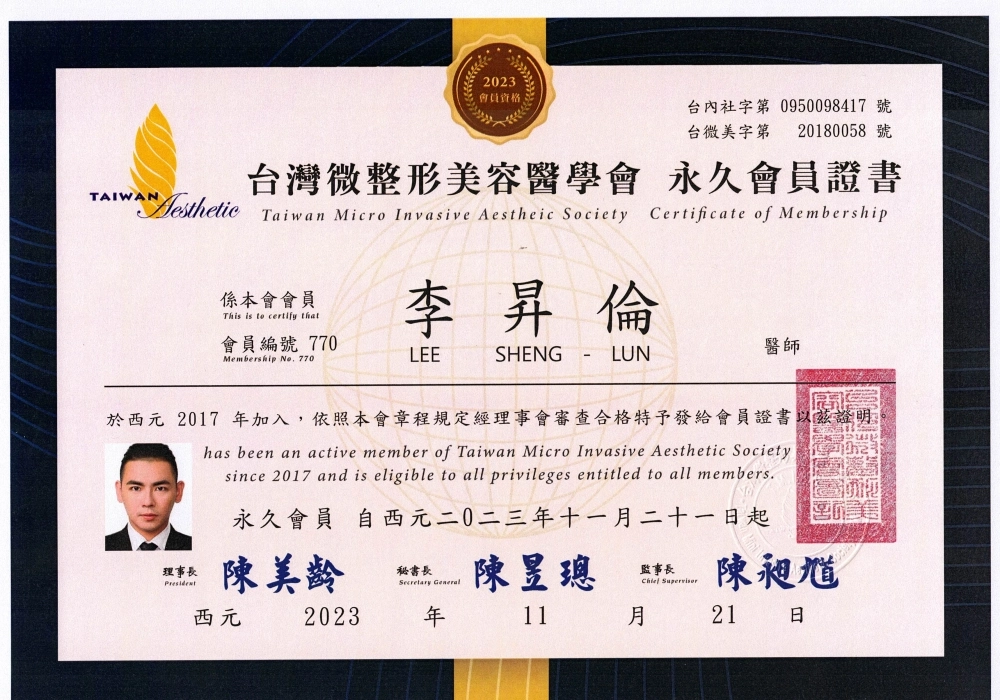 2023
會員資格
台內社字第 0950098417 號
台微美字第 20180058 號
TAIWAN
Aesthetic
台灣微整形美容醫學會 永久會員證書
Taiwan Micro Invasive Aestheic Society Certificate of Membership
係本會會員
This is to certify that
李昇倫
會員編號 770
Membership No. 770
LEE SHENG - LUN
醫師
於西元 2017 年加入，依照本會章程規定經理事會審查合格特予發給會員證書以茲證明。
has been an active member of Taiwan Micro Invasive Aesthetic Society
since 2017 and is eligible to all privileges entitled to all members.
永久會員 自西元二〇二三年十一月二十一日起
理事長
President
陳美齡
秘書長
Secretary General
陳昱璁
監事長
Chief Supervisor
西元 2023 年 11 月 21 日